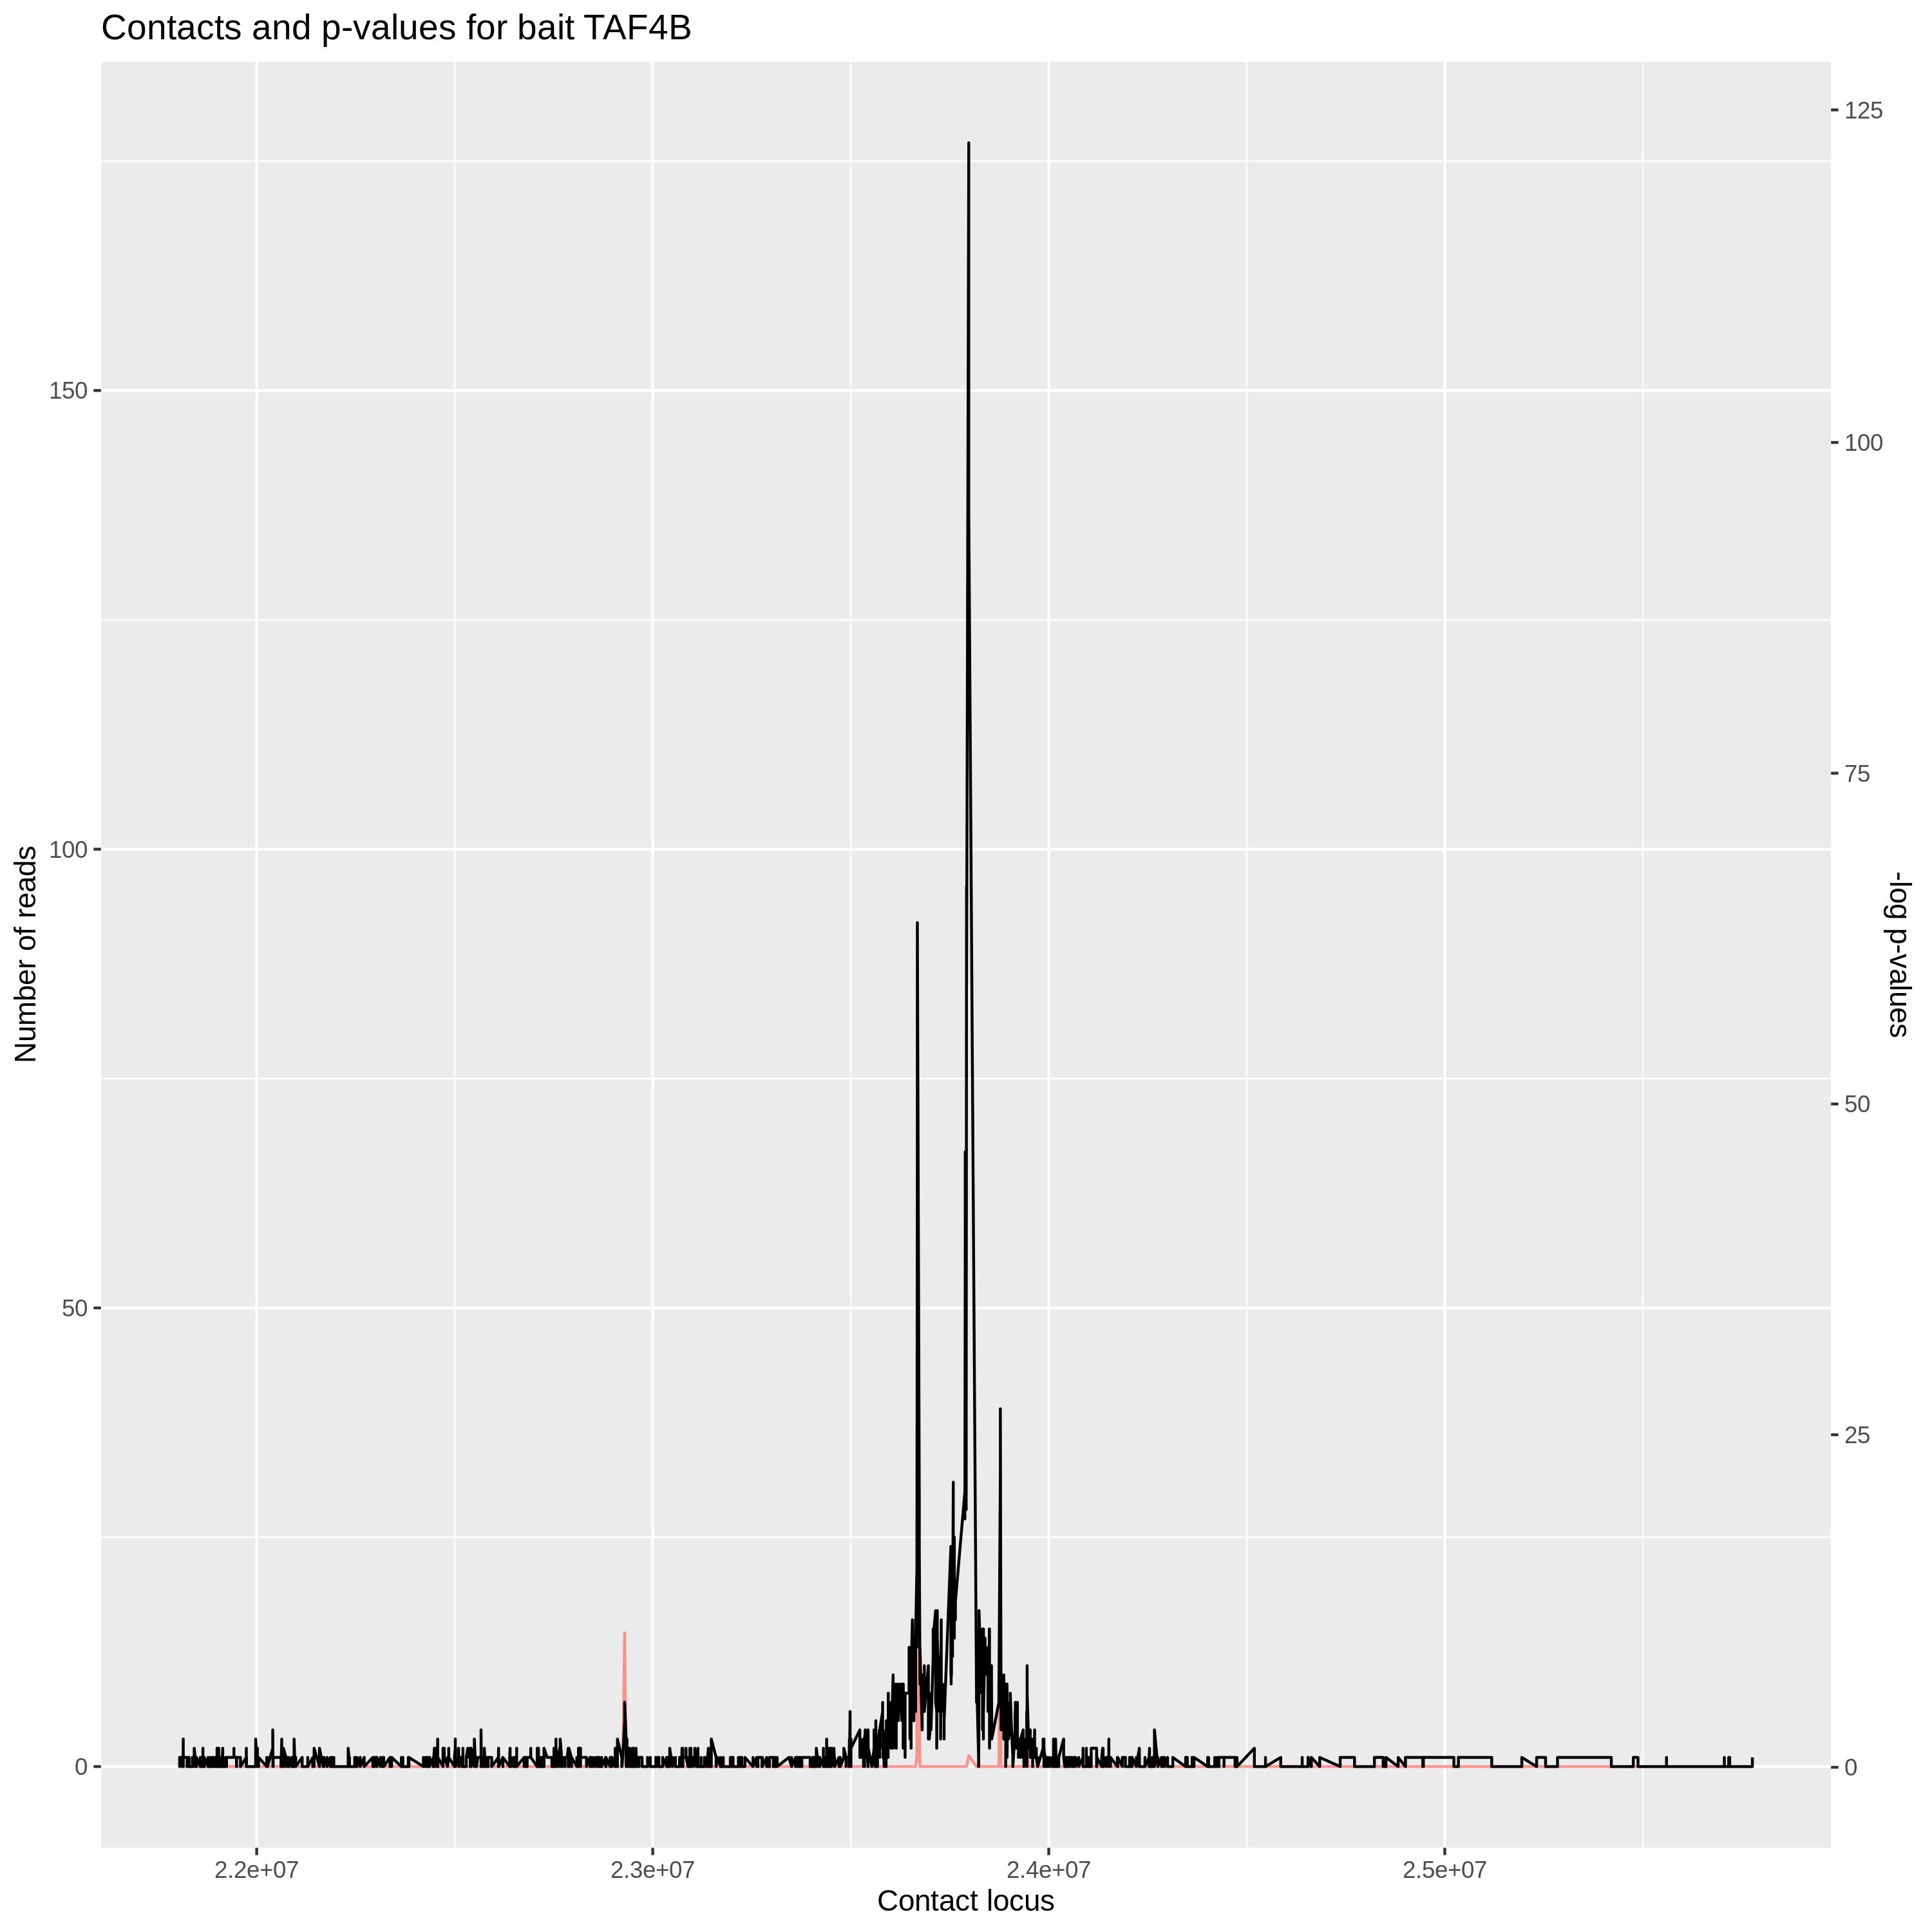 Contacts and p-values for bait TAF4B
125
150
100
100
75
50
50
25
0
0
Number of reads
-log p-values
2.2e+07
2.3e+07
2.4e+07
2.5e+07
Contact locus